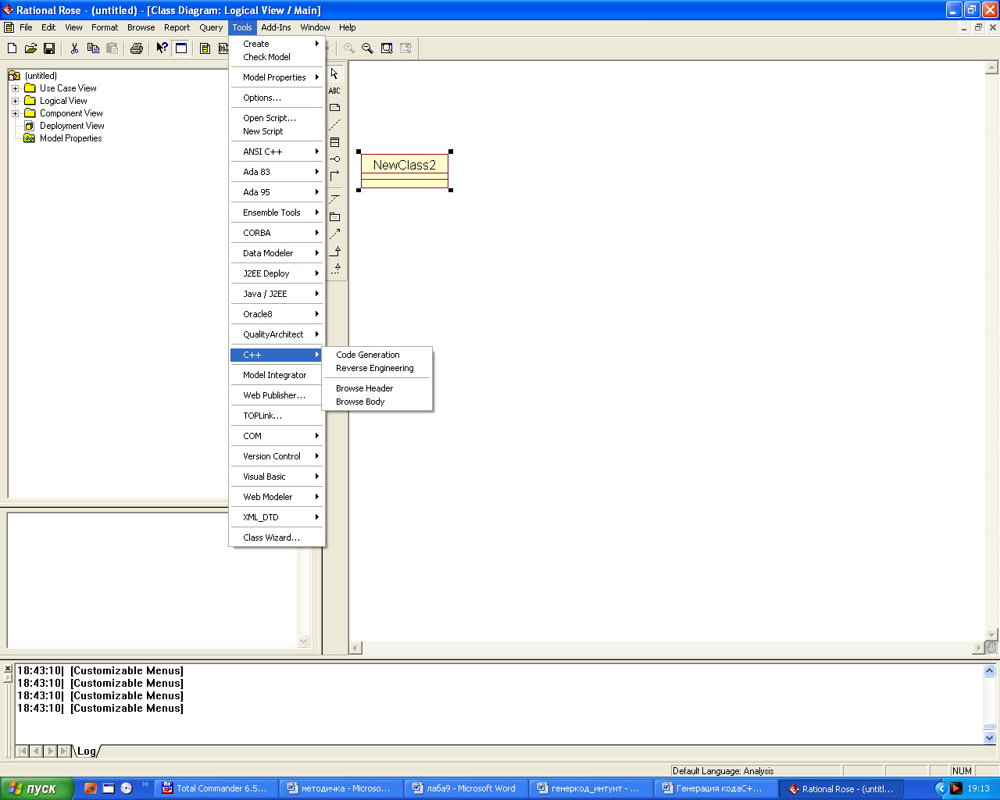 Rational Rose - (untitled) - [Class Diagram: Logical View / Main]
File Edit View Format Browse Report Query Tools Add-Ins Window Help
(untitled)
Use Case View
Logical View
Component View
Deployment View
Model Properties
Create
Check Model
Model Properties
Options...
Open Script...
New Script
ANSI C++
Ada 83
Ada 95
Ensemble Tools
CORBA
Data Modeler
J2EE Deploy
Java / J2EE
Oracle8
QualityArchitect
C++
Model Integrator
Web Publisher...
TOPLink...
COM
Version Control
Visual Basic
Web Modeler
XML_DTD
Class Wizard...
Code Generation
Reverse Engineering
Browse Header
Browse Body
ABC
NewClass2
18:43:10| [Customizable Menus]
18:43:10| [Customizable Menus]
18:43:10| [Customizable Menus]
18:43:10| [Customizable Menus]
Log
Default Language: Analysis NUM
пуск Total Commander 6.5... методичка - Microso... лаба9 - Microsoft Word генеркод_интуит - ... Генерация кодаC+... Rational Rose - (untitl... 19:13